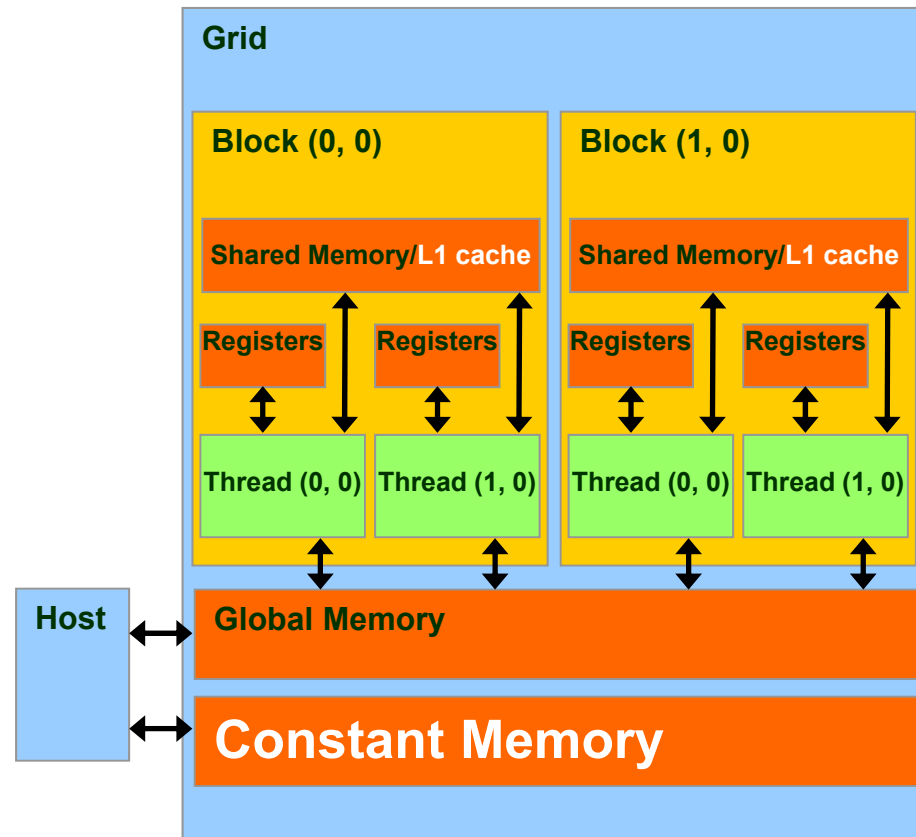 Grid
Block (0, 0)
Block (1, 0)
Shared Memory/L1 cache
Shared Memory/L1 cache
Registers
Registers
Registers
Registers
Thread (0, 0)
Thread (1, 0)
Thread (0, 0)
Thread (1, 0)
Host
Global Memory
Constant Memory